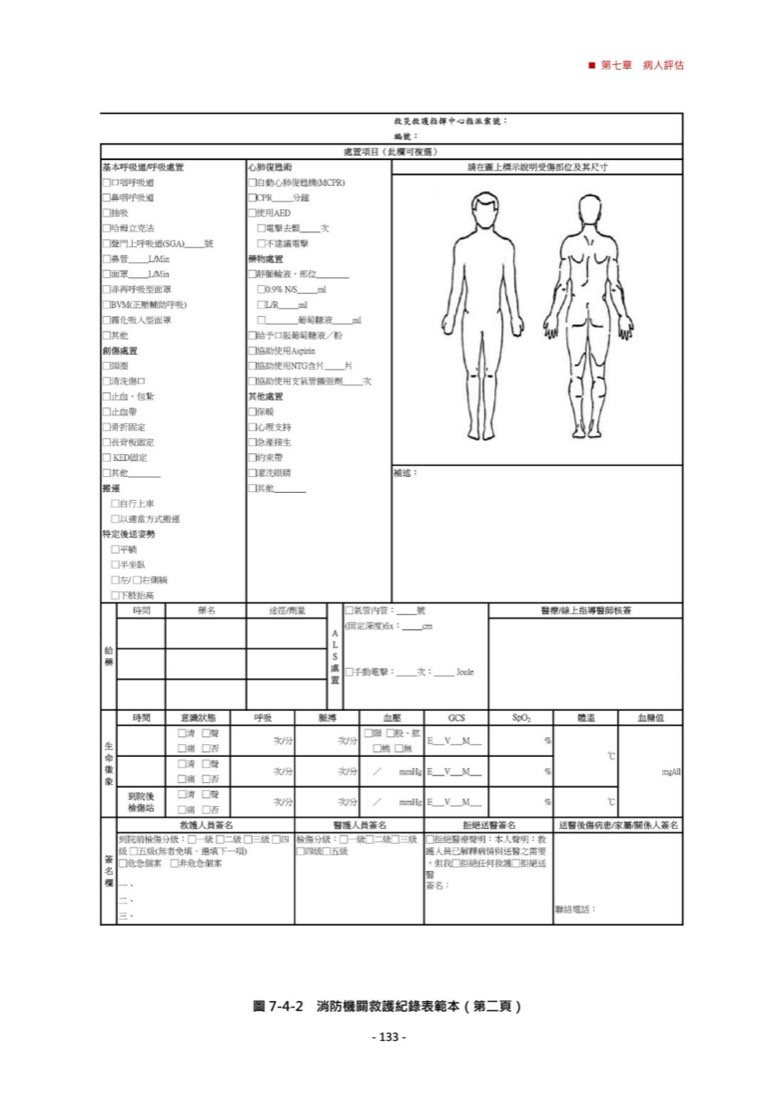 ■ 第七章 病人評估
救災救護指揮中心指派案號：
編號：
處置項目（此欄可複選）
基本呼吸道/呼吸處置
□口咽呼吸道
□鼻咽呼吸道
□抽吸
□哈姆立克法
□聲門上呼吸道(SGA)____號
□鼻管____L/Min
□面罩____L/Min
□非再呼吸型面罩
□BVM(正壓輔助呼吸)
□霧化吸入型面罩
□其他
創傷處置
□頸圈
□清洗傷口
□止血、包紮
□止血帶
□骨折固定
□長背板固定
□ KED固定
□其他_______
搬運
□自行上車
□以適當方式搬運
特定後送姿勢
□平躺
□半坐臥
□左/□右側躺
□下肢抬高
心肺復甦術
□自動心肺復甦機(MCPR)
□CPR____分鐘
□使用AED
□電擊去顫____次
□不建議電擊
藥物處置
□靜脈輸液，部位_______
□0.9% N/S____ml
□L/R____ml
□_______葡萄糖液____ml
□給予口服葡萄糖液／粉
□協助使用Aspirin
□協助使用NTG含片____片
□協助使用支氣管擴張劑____次
其他處置
□保暖
□心理支持
□急產接生
□約束帶
□灌洗眼睛
□其他_______
請在圖上標示說明受傷部位及其尺寸
補述：
給藥
時間 藥名 途徑/劑量
ALS處置
□氣管內管：____號
(固定深度)fix：____cm
□手動電擊：____次：____ Joule
醫療/線上指導醫師核簽
生命徵象
時間 意識狀態 呼吸 脈搏 血壓 GCS SpO₂ 體溫 血糖值
□清 □聲 次/分 次/分 □頸 □股、肱 E__V__M__ % ℃ mg/dl
□痛 □否 □橈 □無
□清 □聲 次/分 次/分 ／ mmHg E__V__M__ %
□痛 □否
到院後檢傷站 □清 □聲 次/分 次/分 ／ mmHg E__V__M__ % ℃
□痛 □否
簽名欄
救護人員簽名 醫護人員簽名 拒絕送醫簽名 送醫後傷病患/家屬/關係人簽名
到院前檢傷分級：□一級 □二級 □三級 □四
級 □五級(無者免填，還填下一項)
□危急個案 □非危急個案
一、
二、
三、
檢傷分級：□一級□二級□三級
□四級□五級
□拒絕醫療聲明：本人聲明：救
護人員已解釋病情與送醫之需要
，但我□拒絕任何救護□拒絕送
醫
簽名：
聯絡電話：
圖 7-4-2 消防機關救護紀錄表範本（第二頁）
- 133 -